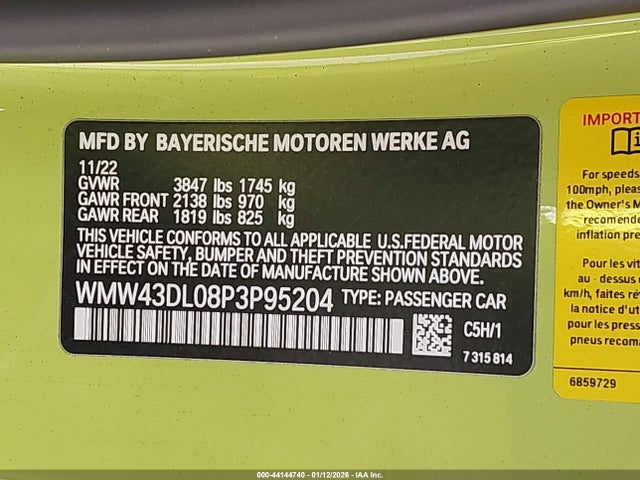 MFD BY BAYERISCHE MOTOREN WERKE AG
11/22
GVWR 3847 lbs 1745 kg
GAWR FRONT 2138 lbs 970 kg
GAWR REAR 1819 lbs 825 kg
THIS VEHICLE CONFORMS TO ALL APPLICABLE U.S.FEDERAL MOTOR
VEHICLE SAFETY, BUMPER AND THEFT PREVENTION STANDARDS
IN EFFECT ON THE DATE OF MANUFACTURE SHOWN ABOVE.
WMW43DL08P3P95204 TYPE: PASSENGER CAR
C5H/1
7 315 814
IMPORT
For speeds
100mph, please
the Owner's M
recomende
inflation pre
Pour les vit
au - dessus d
km/h, faites ré
la notice d'ut
pour les press
pneus recomma
6859729
000-44144740 - 01/12/2026 - IAA Inc.